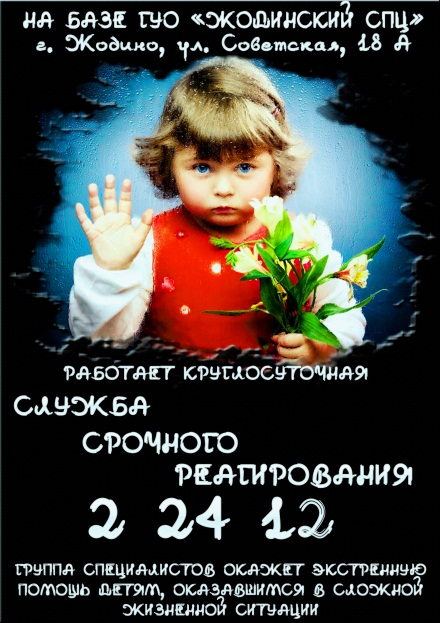 НА БАЗЕ ГУО «ЖОДИНСКИЙ СПЦ»
г. Жодино, ул. Советская, 18 А
РАБОТАЕТ КРУГЛОСУТОЧНАЯ
СЛУЖБА
СРОЧНОГО
РЕАГИРОВАНИЯ
2 24 12
ГРУППА СПЕЦИАЛИСТОВ ОКАЖЕТ ЭКСТРЕННУЮ
ПОМОЩЬ ДЕТЯМ, ОКАЗАВШИМСЯ В СЛОЖНОЙ
ЖИЗНЕННОЙ СИТУАЦИИ